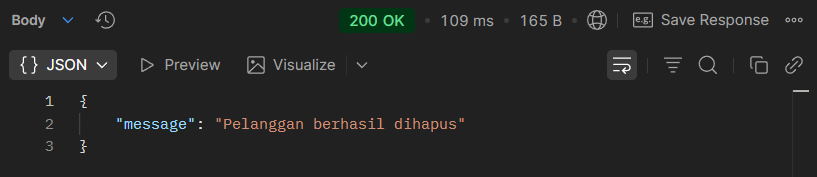 Body 200 OK • 109 ms • 165 B • e.g. Save Response
{} JSON Preview Visualize
1 {
2 "message": "Pelanggan berhasil dihapus"
3 }